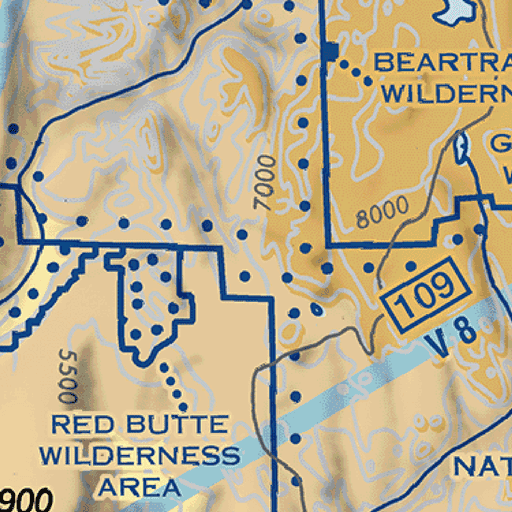 BEARTRA
WILDERN
G
W
7000
8000
109
V 8
5500
RED BUTTE
WILDERNESS
AREA
NAT
900